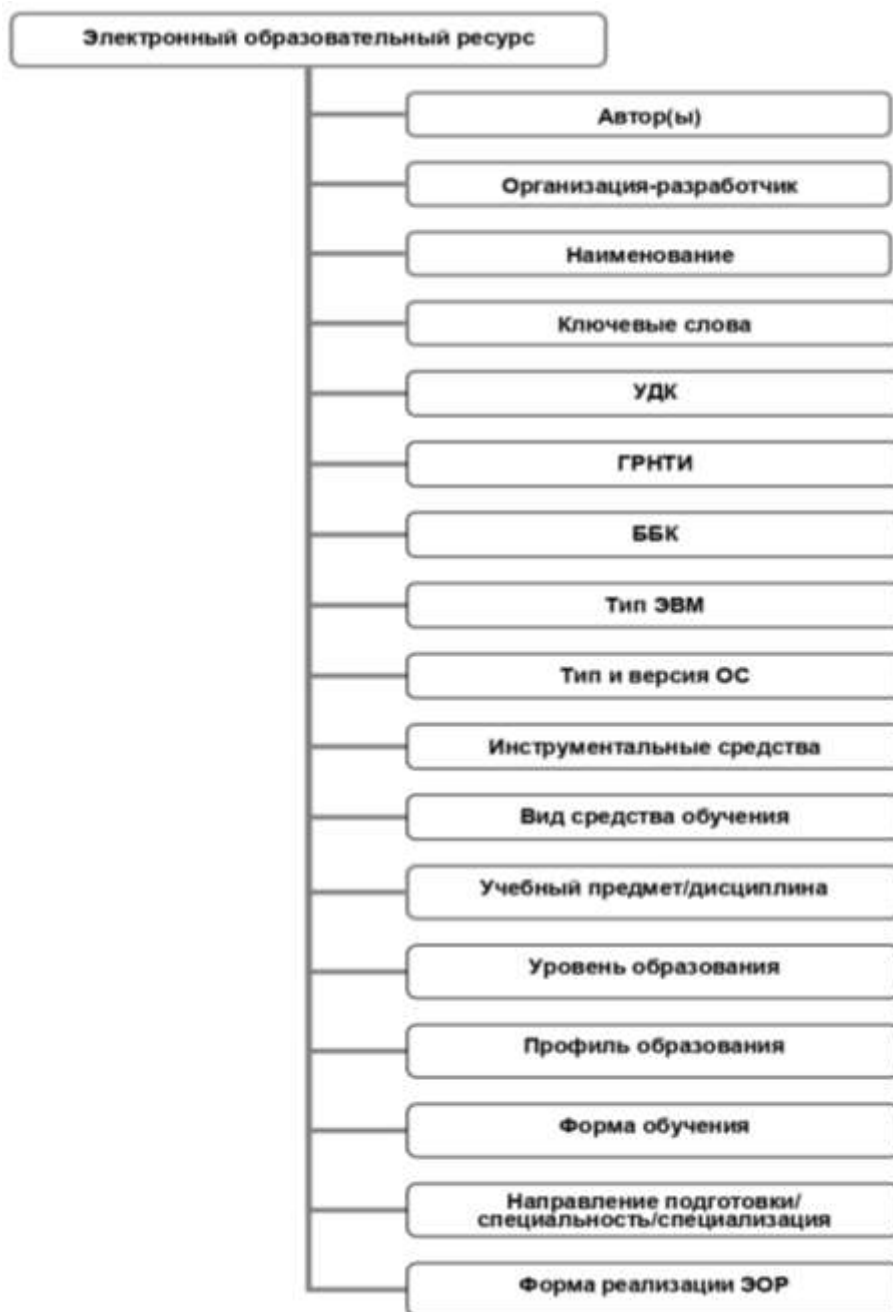 Электронный образовательный ресурс
Автор(ы)
Организация-разработчик
Наименование
Ключевые слова
УДК
ГРНТИ
ББК
Тип ЭВМ
Тип и версия ОС
Инструментальные средства
Вид средства обучения
Учебный предмет/дисциплина
Уровень образования
Профиль образования
Форма обучения
Направление подготовки/
специальность/специализация
Форма реализации ЭОР